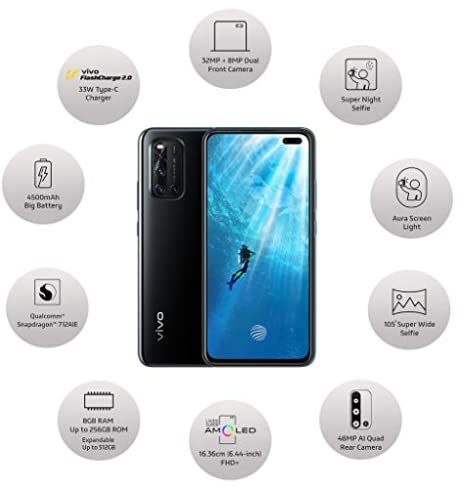 32MP + 8MP Dual
Front Camera
vivo
FlashCharge 2.0
33W Type-C
Charger
Super Night
Selfie
4500mAh
Big Battery
Aura Screen
Light
Qualcomm®
Snapdragon™ 712AIE
105° Super Wide
Selfie
vivo
8GB RAM
Up to 256GB ROM
Expandable
Up to 512GB
AMOLED
16.36cm (6.44-inch)
FHD+
48MP AI Quad
Rear Camera